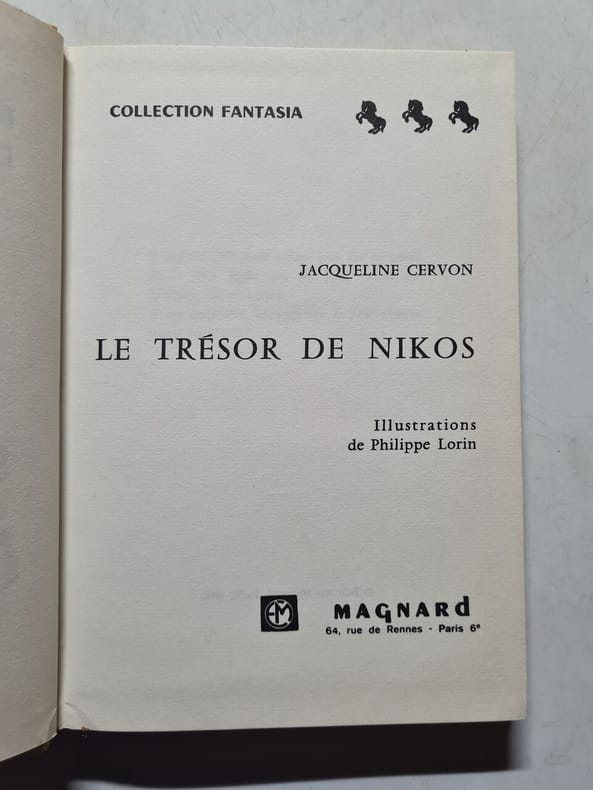 COLLECTION FANTASIA
JACQUELINE CERVON
LE TRÉSOR DE NIKOS
Illustrations
de Philippe Lorin
MAGNARD
64, rue de Rennes - Paris 6e